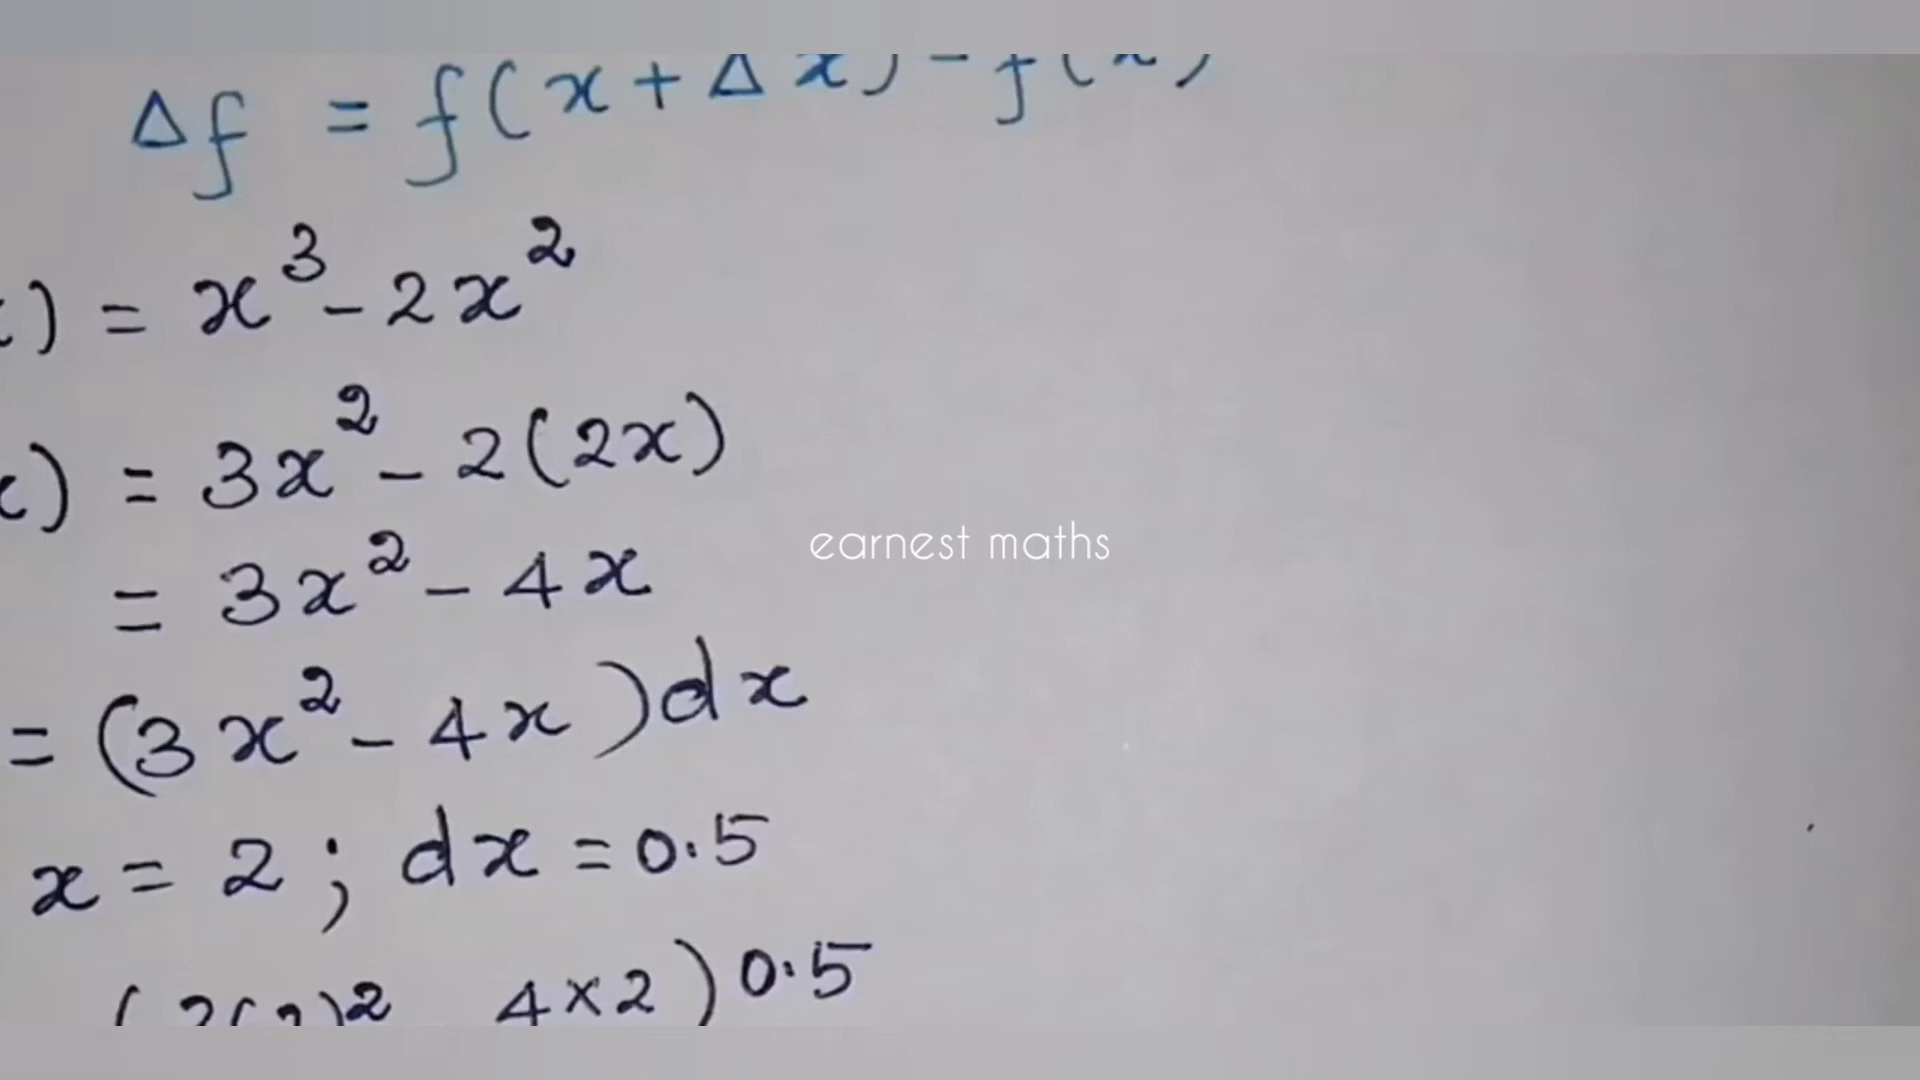 Δf = f(x + Δx) - f(x)
) = x³ - 2x²
) = 3x² - 2(2x)
= 3x² - 4x
= (3x² - 4x)dx
x = 2 ; dx = 0.5
earnest maths
4×2) 0.5